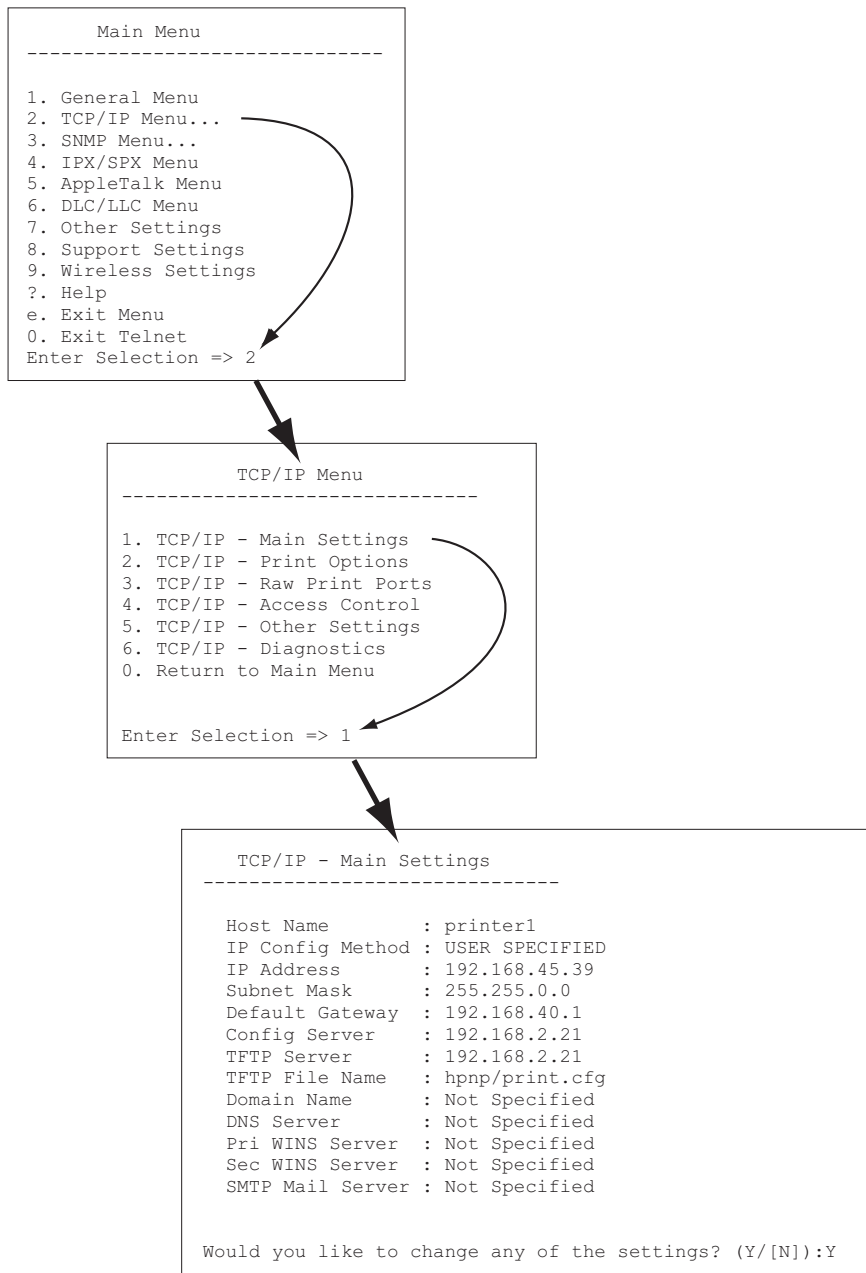 Main Menu
-------------------------------
1. General Menu
2. TCP/IP Menu...
3. SNMP Menu...
4. IPX/SPX Menu
5. AppleTalk Menu
6. DLC/LLC Menu
7. Other Settings
8. Support Settings
9. Wireless Settings
?. Help
e. Exit Menu
0. Exit Telnet
Enter Selection => 2
TCP/IP Menu
-------------------------------
1. TCP/IP - Main Settings
2. TCP/IP - Print Options
3. TCP/IP - Raw Print Ports
4. TCP/IP - Access Control
5. TCP/IP - Other Settings
6. TCP/IP - Diagnostics
0. Return to Main Menu
Enter Selection => 1
TCP/IP - Main Settings
-------------------------------
Host Name : printer1
IP Config Method : USER SPECIFIED
IP Address : 192.168.45.39
Subnet Mask : 255.255.0.0
Default Gateway : 192.168.40.1
Config Server : 192.168.2.21
TFTP Server : 192.168.2.21
TFTP File Name : hpnp/print.cfg
Domain Name : Not Specified
DNS Server : Not Specified
Pri WINS Server : Not Specified
Sec WINS Server : Not Specified
SMTP Mail Server : Not Specified
Would you like to change any of the settings? (Y/[N]):Y